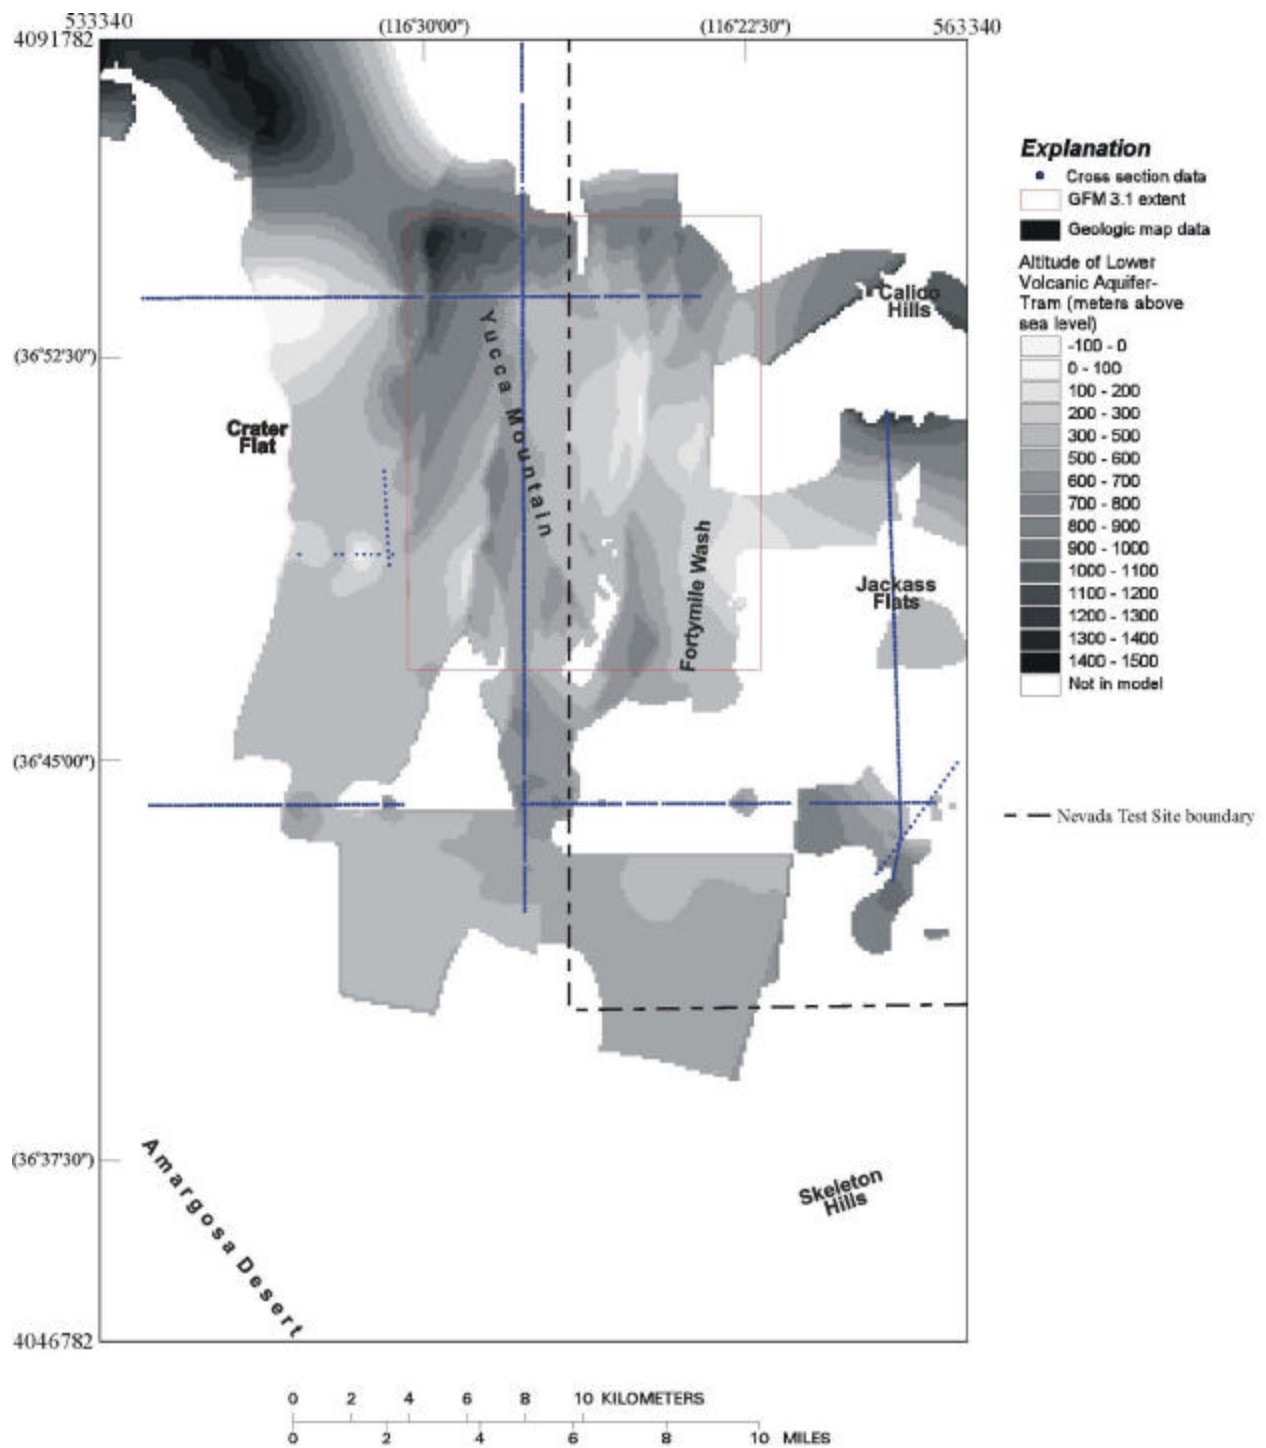 533340
(116°30'00")
(116°22'30")
563340
4091782
Explanation
Cross section data
GFM 3.1 extent
Geologic map data
Altitude of Lower
Volcanic Aquifer-
Tram (meters above
sea level)
-100 - 0
0 - 100
100 - 200
200 - 300
300 - 500
500 - 600
600 - 700
700 - 800
800 - 900
900 - 1000
1000 - 1100
1100 - 1200
1200 - 1300
1300 - 1400
1400 - 1500
Not in model
Calico
Hills
Yucca Mountain
(36°52'30")
Crater
Flat
Fortymile Wash
Jackass
Flats
(36°45'00")
Nevada Test Site boundary
(36°37'30")
Amargosa Desert
Skeleton
Hills
4046782
0 2 4 6 8 10 KILOMETERS
0 2 4 6 8 10 MILES